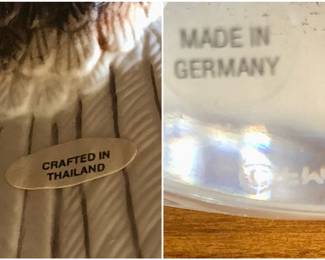 CRAFTED IN
THAILAND
MADE IN
GERMANY